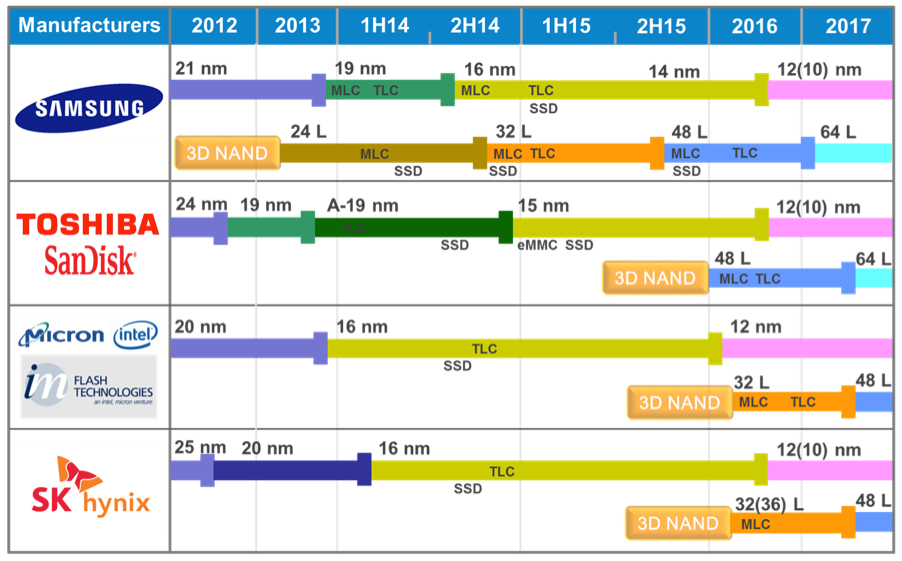 Manufacturers 2012 2013 1H14 2H14 1H15 2H15 2016 2017
21 nm 19 nm 16 nm 14 nm 12(10) nm
SAMSUNG
MLC TLC MLC TLC
SSD
24 L 32 L 48 L 64 L
3D NAND MLC MLC TLC MLC TLC
SSD SSD SSD
24 nm 19 nm A-19 nm 15 nm 12(10) nm
TOSHIBA
SanDisk
SSD eMMC SSD
48 L 64 L
3D NAND MLC TLC
20 nm 16 nm 12 nm
Micron intel
TLC
SSD
im FLASH
TECHNOLOGIES
an intel, micron venture
32 L 48 L
3D NAND MLC TLC
25 nm 20 nm 16 nm 12(10) nm
SK hynix
TLC
SSD
32(36) L 48 L
3D NAND MLC